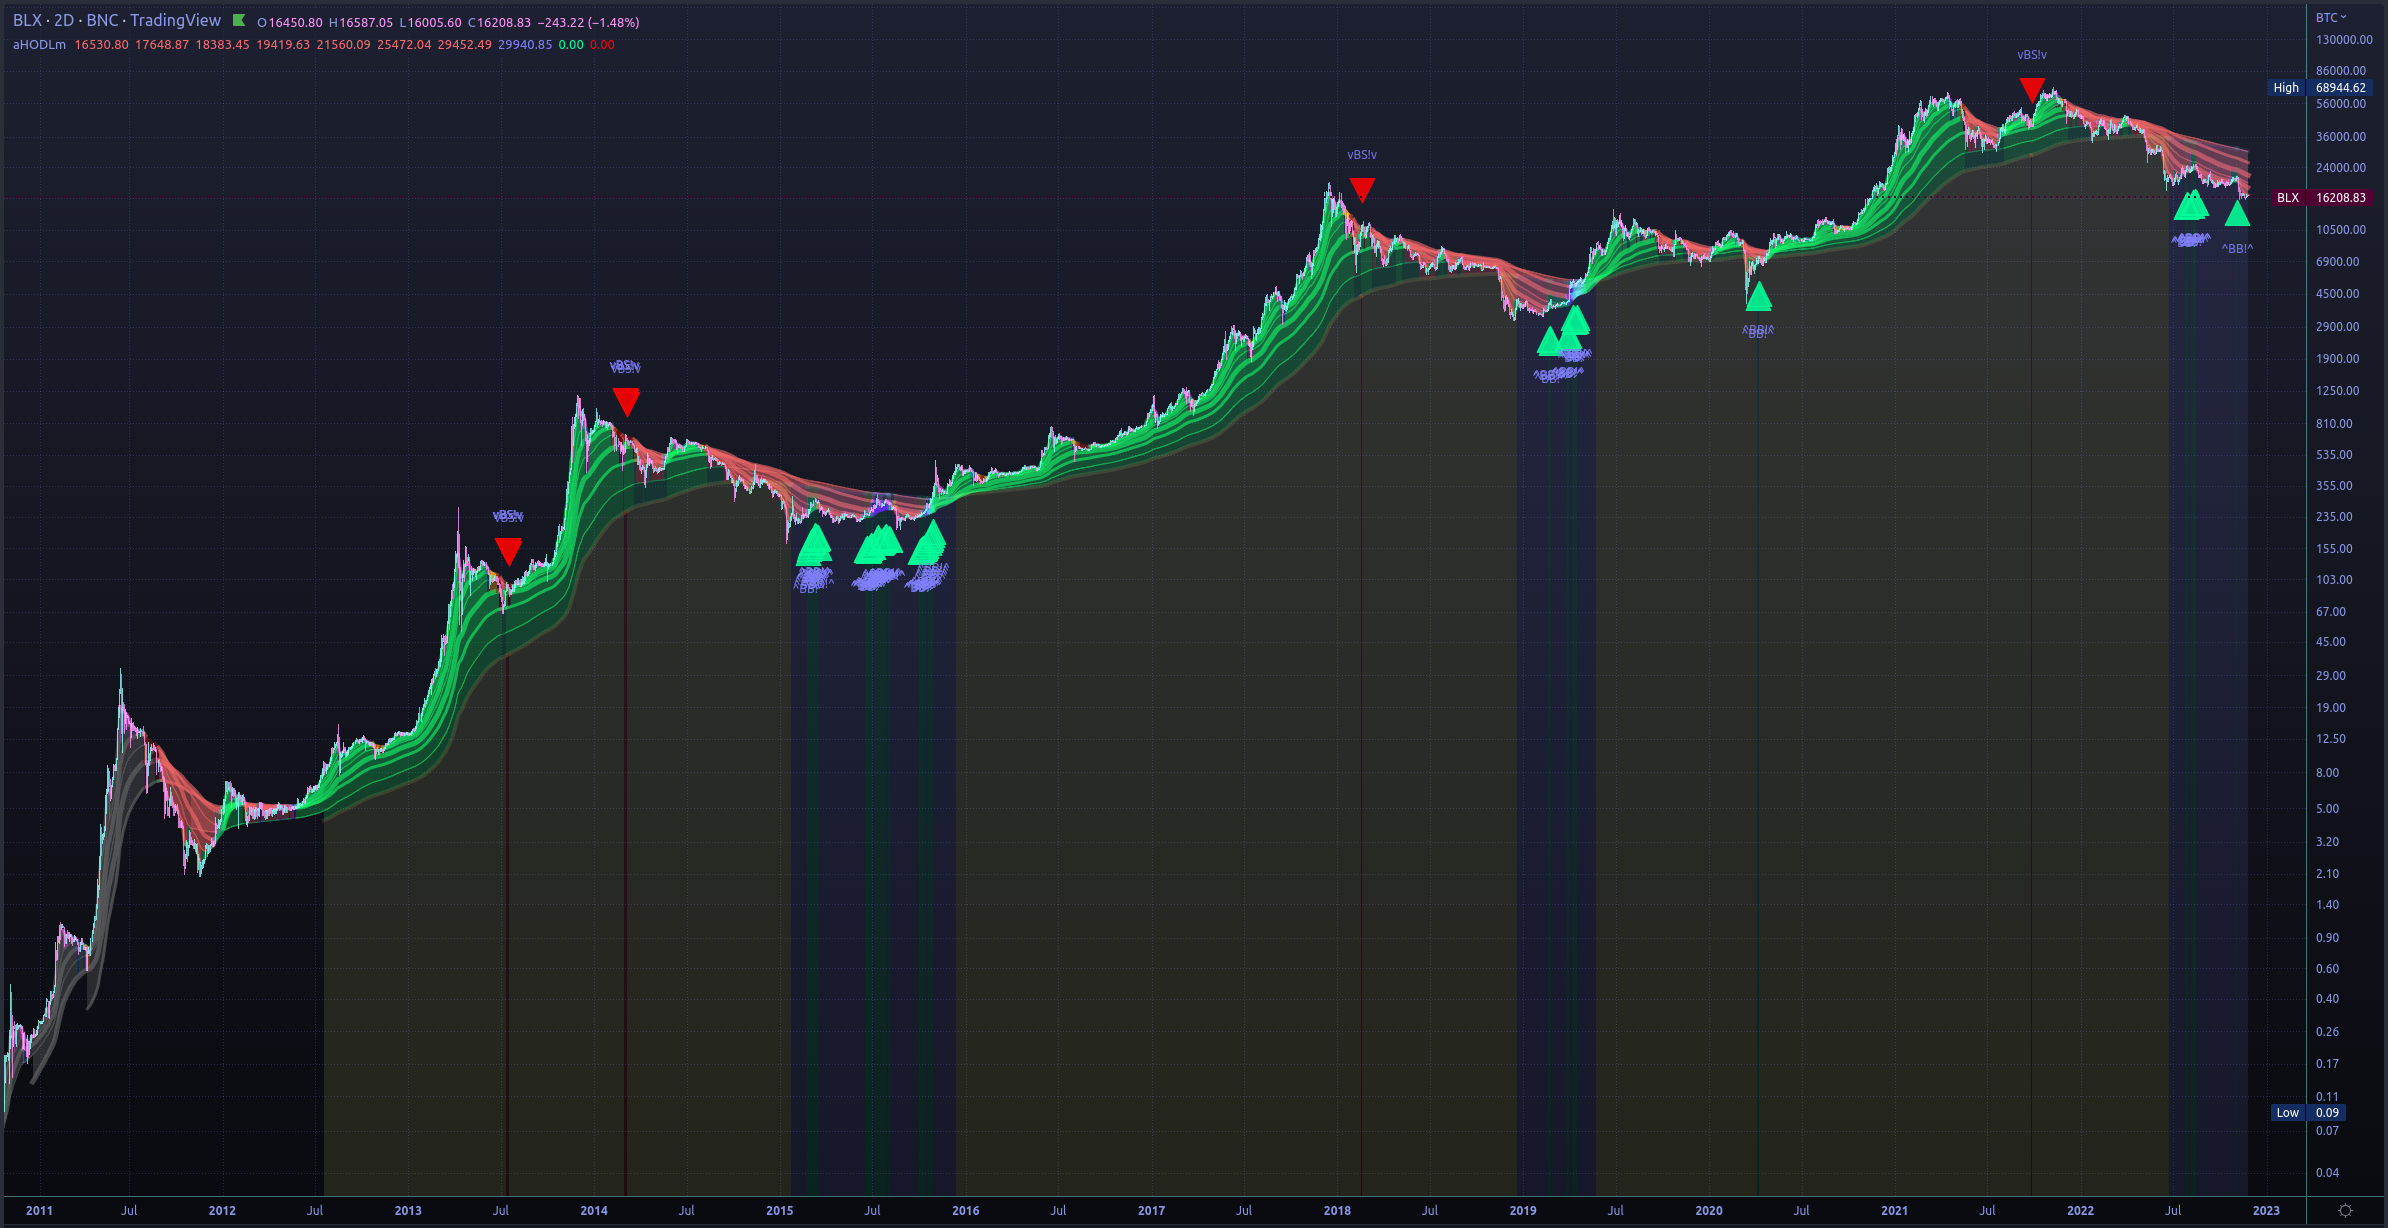 BLX · 2D · BNC · TradingView O16450.80 H16587.05 L16005.60 C16208.83 −243.22 (−1.48%)
aHODLm 16530.80 17648.87 18383.45 19419.63 21560.09 25472.04 29452.49 29940.85 0.00 0.00
BTC
130000.00
vBS!v
86000.00
High 68944.62
56000.00
36000.00
vBS!v
24000.00
BLX 16208.83
10500.00
^BB!^
6900.00
4500.00
2900.00
^BB!^
1900.00
vBS!v
^BB!^
1250.00
810.00
535.00
355.00
vBS!v
235.00
155.00
103.00
^BB!^
67.00
45.00
29.00
19.00
12.50
8.00
5.00
3.20
2.10
1.40
0.90
0.60
0.40
0.26
0.17
0.11
Low 0.09
0.07
0.04
2011 Jul 2012 Jul 2013 Jul 2014 Jul 2015 Jul 2016 Jul 2017 Jul 2018 Jul 2019 Jul 2020 Jul 2021 Jul 2022 Jul 2023